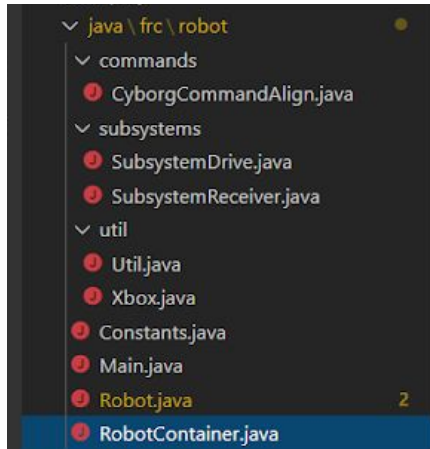 java \ frc \ robot
commands
CyborgCommandAlign.java
subsystems
SubsystemDrive.java
SubsystemReceiver.java
util
Util.java
Xbox.java
Constants.java
Main.java
Robot.java 2
RobotContainer.java